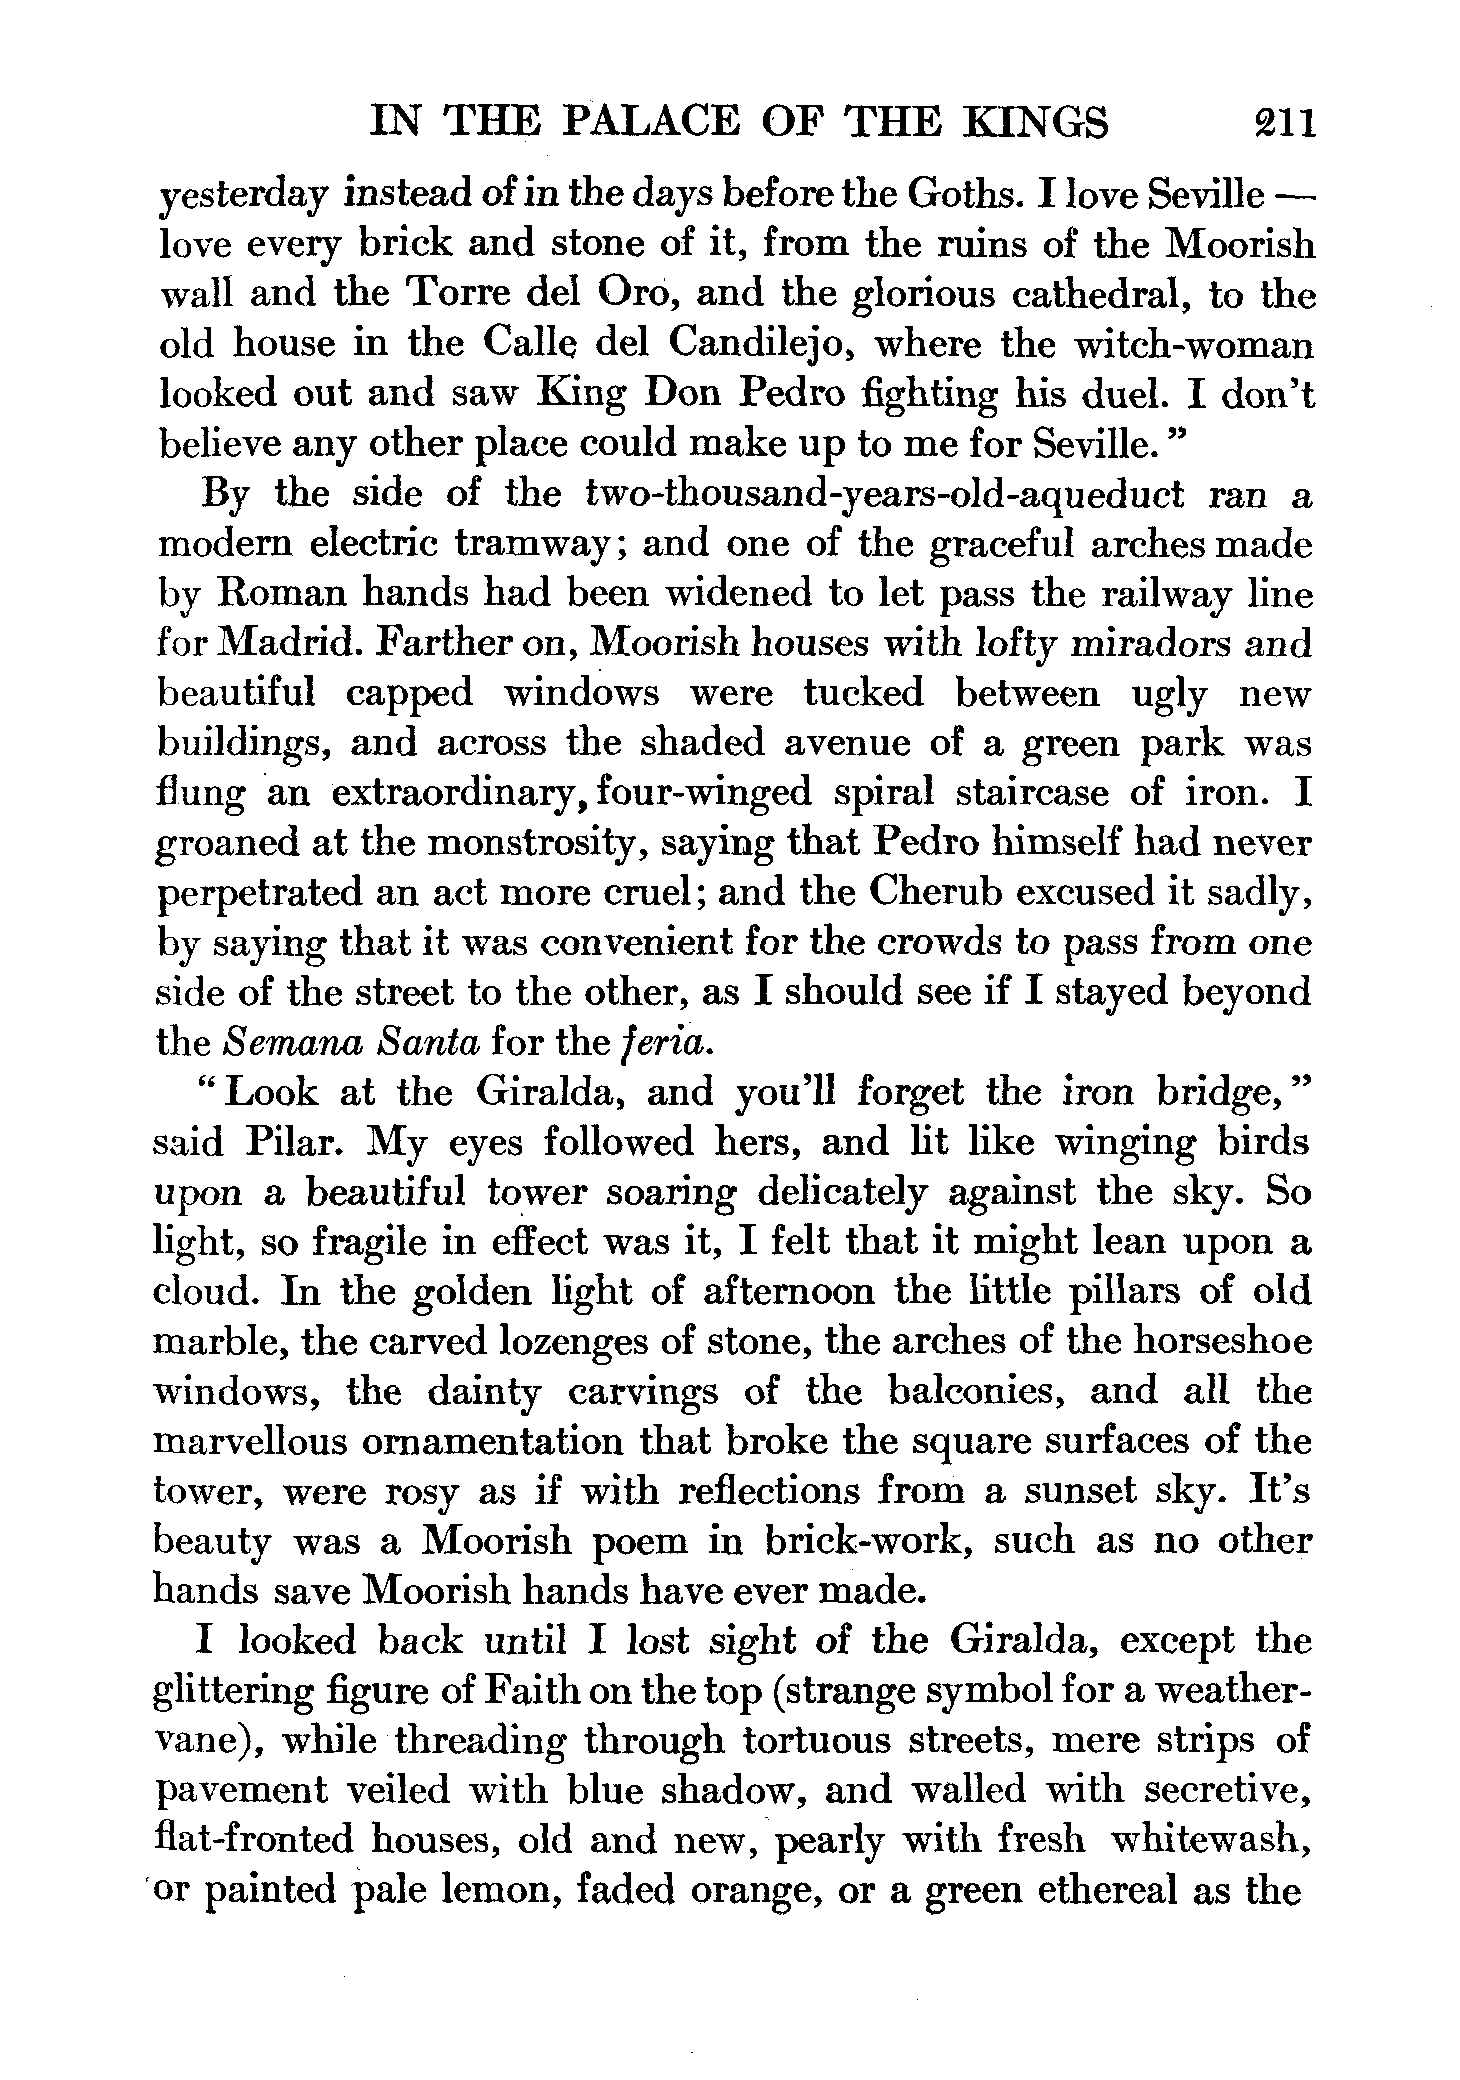 IN THE PALACE OF THE KINGS 211
yesterday instead of in the days before the Goths. I love Seville —
love every brick and stone of it, from the ruins of the Moorish
wall and the Torre del Oro, and the glorious cathedral, to the
old house in the Calle del Candilejo, where the witch-woman
looked out and saw King Don Pedro fighting his duel. I don't
believe any other place could make up to me for Seville."
By the side of the two-thousand-years-old-aqueduct ran a
modern electric tramway; and one of the graceful arches made
by Roman hands had been widened to let pass the railway line
for Madrid. Farther on, Moorish houses with lofty miradors and
beautiful capped windows were tucked between ugly new
buildings, and across the shaded avenue of a green park was
flung an extraordinary, four-winged spiral staircase of iron. I
groaned at the monstrosity, saying that Pedro himself had never
perpetrated an act more cruel; and the Cherub excused it sadly,
by saying that it was convenient for the crowds to pass from one
side of the street to the other, as I should see if I stayed beyond
the Semana Santa for the feria.
"Look at the Giralda, and you'll forget the iron bridge,"
said Pilar. My eyes followed hers, and lit like winging birds
upon a beautiful tower soaring delicately against the sky. So
light, so fragile in effect was it, I felt that it might lean upon a
cloud. In the golden light of afternoon the little pillars of old
marble, the carved lozenges of stone, the arches of the horseshoe
windows, the dainty carvings of the balconies, and all the
marvellous ornamentation that broke the square surfaces of the
tower, were rosy as if with reflections from a sunset sky. It's
beauty was a Moorish poem in brick-work, such as no other
hands save Moorish hands have ever made.
I looked back until I lost sight of the Giralda, except the
glittering figure of Faith on the top (strange symbol for a weather-
vane), while threading through tortuous streets, mere strips of
pavement veiled with blue shadow, and walled with secretive,
flat-fronted houses, old and new, pearly with fresh whitewash,
or painted pale lemon, faded orange, or a green ethereal as the